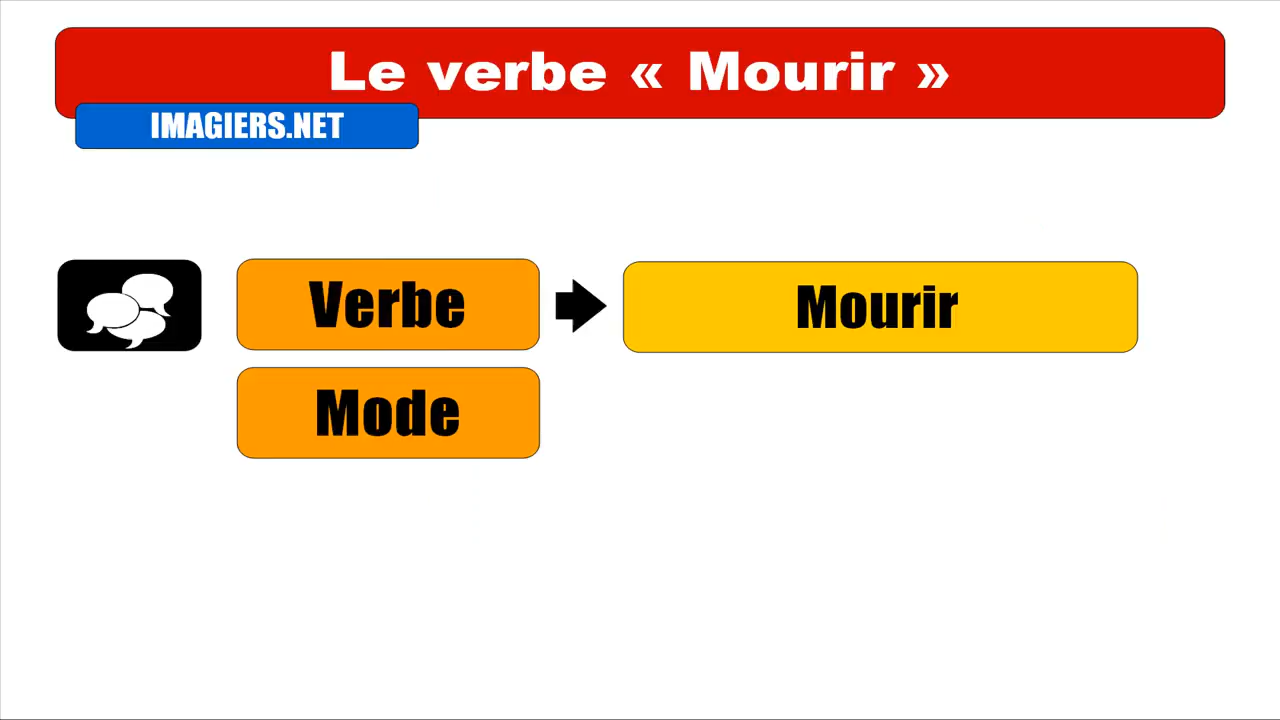 Le verbe « Mourir »
IMAGIERS.NET
Verbe
Mourir
Mode